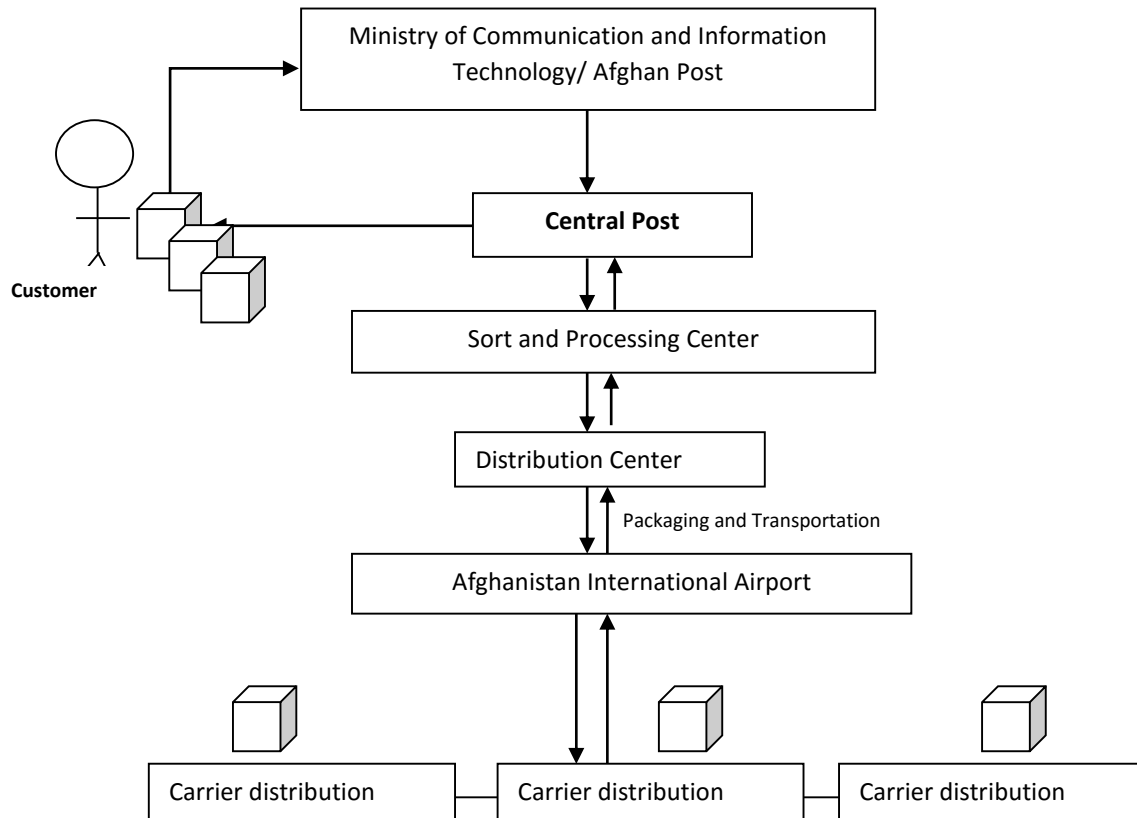 Ministry of Communication and Information
Technology/ Afghan Post
Central Post
Customer
Sort and Processing Center
Distribution Center
Packaging and Transportation
Afghanistan International Airport
Carrier distribution
Carrier distribution
Carrier distribution